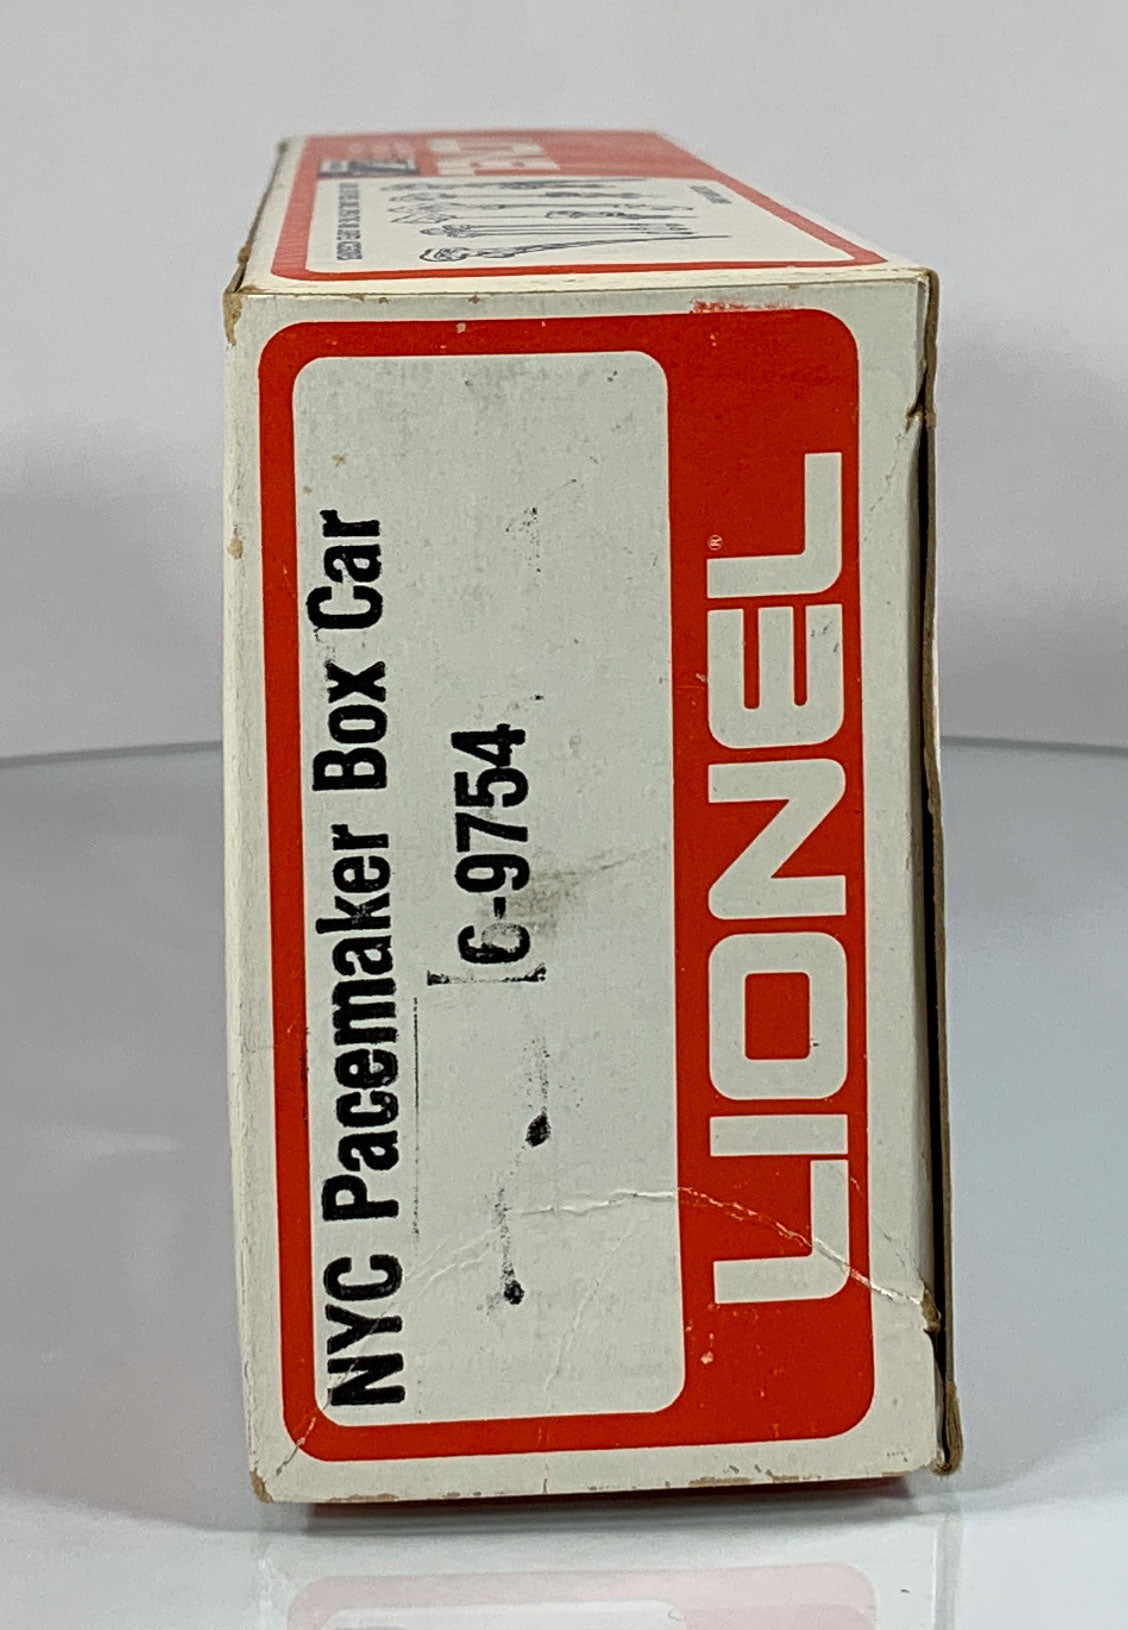 NYC Pacemaker Box Car
6-9754
LIONEL®